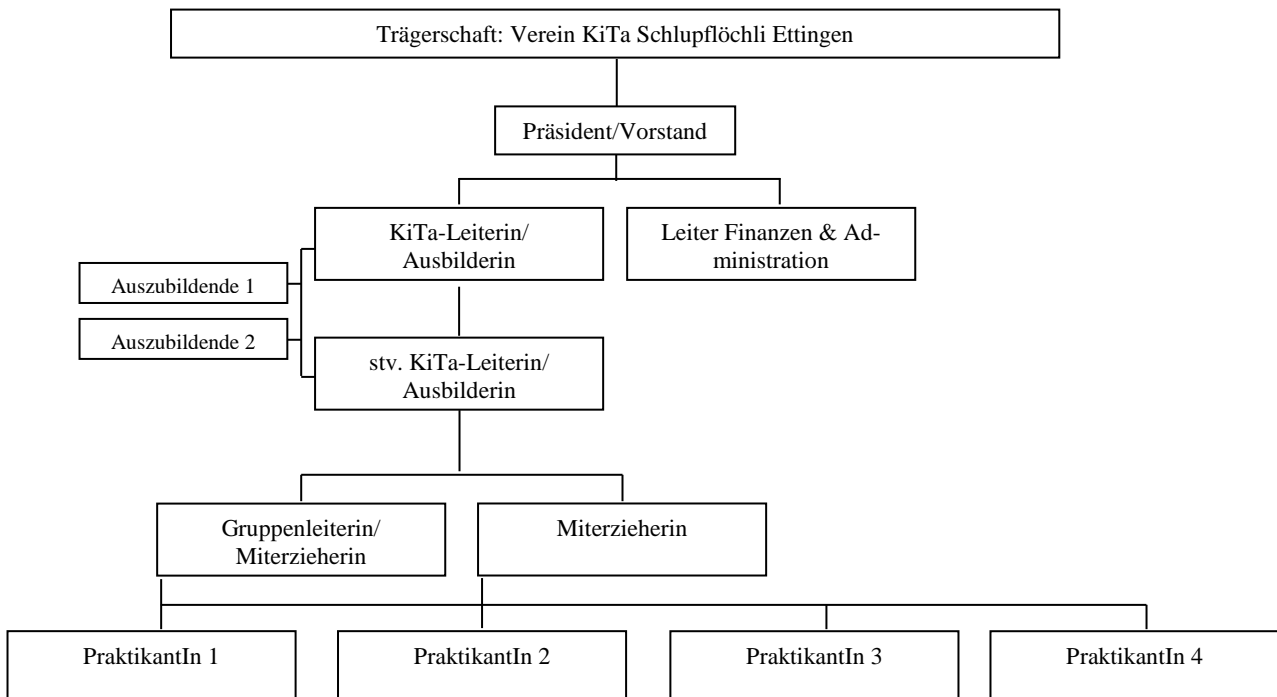 Trägerschaft: Verein KiTa Schlupflöchli Ettingen
Präsident/Vorstand
KiTa-Leiterin/
Ausbilderin
Leiter Finanzen & Ad-
ministration
Auszubildende 1
Auszubildende 2
stv. KiTa-Leiterin/
Ausbilderin
Gruppenleiterin/
Miterzieherin
Miterzieherin
PraktikantIn 1
PraktikantIn 2
PraktikantIn 3
PraktikantIn 4